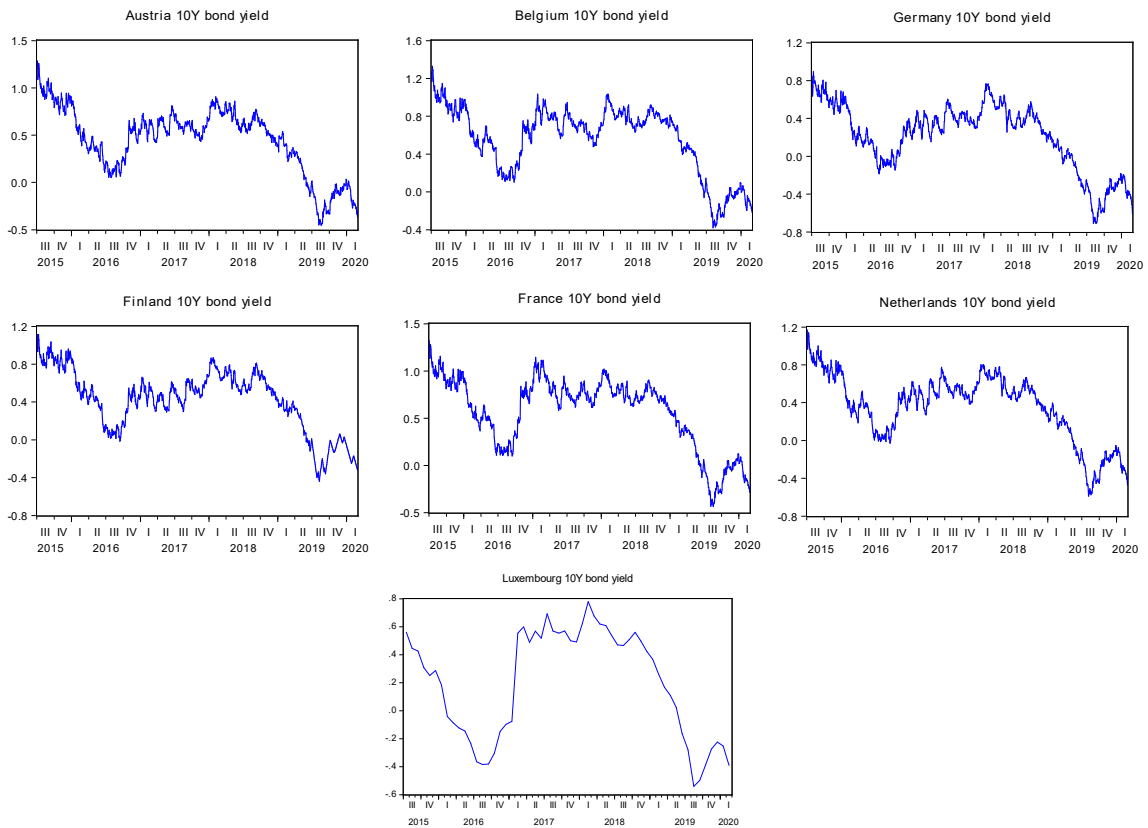 Austria 10Y bond yield
1.5
1.0
0.5
0.0
-0.5
III IV I II III IV I II III IV I II III IV I II III IV I
2015 2016 2017 2018 2019 2020
Belgium 10Y bond yield
1.6
1.2
0.8
0.4
0.0
-0.4
III IV I II III IV I II III IV I II III IV I II III IV I
2015 2016 2017 2018 2019 2020
Germany 10Y bond yield
1.2
0.8
0.4
0.0
-0.4
-0.8
III IV I II III IV I II III IV I II III IV I II III IV I
2015 2016 2017 2018 2019 2020
Finland 10Y bond yield
1.2
0.8
0.4
0.0
-0.4
-0.8
III IV I II III IV I II III IV I II III IV I II III IV I
2015 2016 2017 2018 2019 2020
France 10Y bond yield
1.5
1.0
0.5
0.0
-0.5
III IV I II III IV I II III IV I II III IV I II III IV I
2015 2016 2017 2018 2019 2020
Netherlands 10Y bond yield
1.2
0.8
0.4
0.0
-0.4
-0.8
III IV I II III IV I II III IV I II III IV I II III IV I
2015 2016 2017 2018 2019 2020
Luxembourg 10Y bond yield
.8
.6
.4
.2
.0
-.2
-.4
-.6
III IV I II III IV I II III IV I II III IV I II III IV I
2015 2016 2017 2018 2019 2020